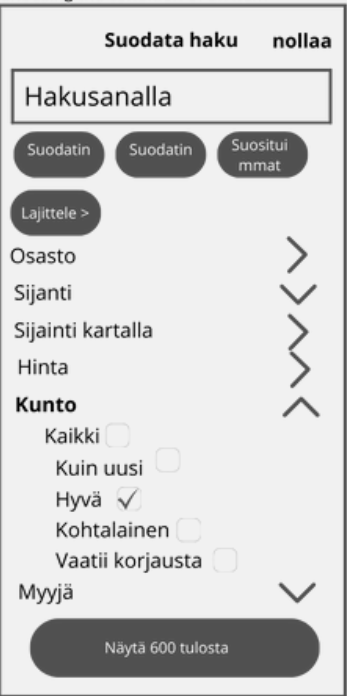 Suodata haku nollaa
Hakusanalla
Suodatin Suodatin Suositui
mmat
Lajittele >
Osasto
Sijanti
Sijainti kartalla
Hinta
Kunto
Kaikki
Kuin uusi
Hyvä
Kohtalainen
Vaatii korjausta
Myyjä
Näytä 600 tulosta